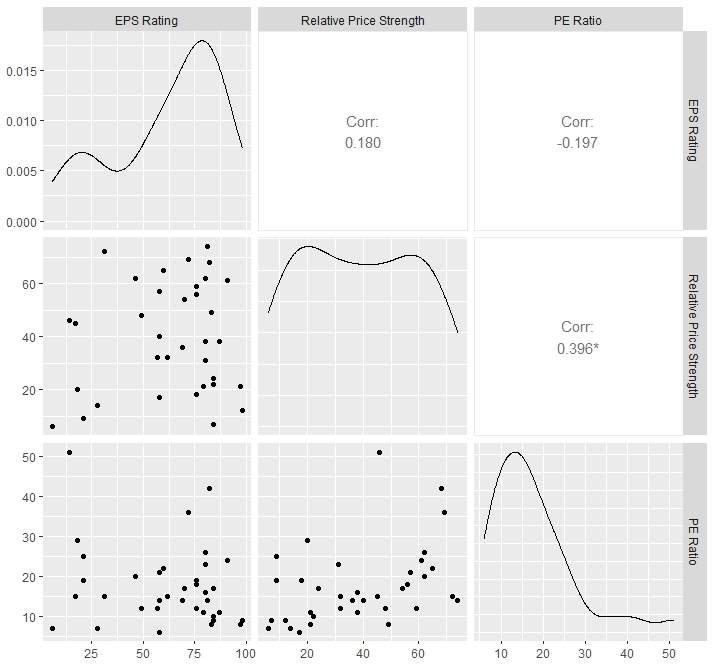 EPS Rating Relative Price Strength PE Ratio
0.015
0.010
0.005
0.000
Corr:
0.180
Corr:
-0.197
EPS Rating
60
40
20
Corr:
0.396*
Relative Price Strength
50
40
30
20
10
PE Ratio
25 50 75 100 20 40 60 10 20 30 40 50